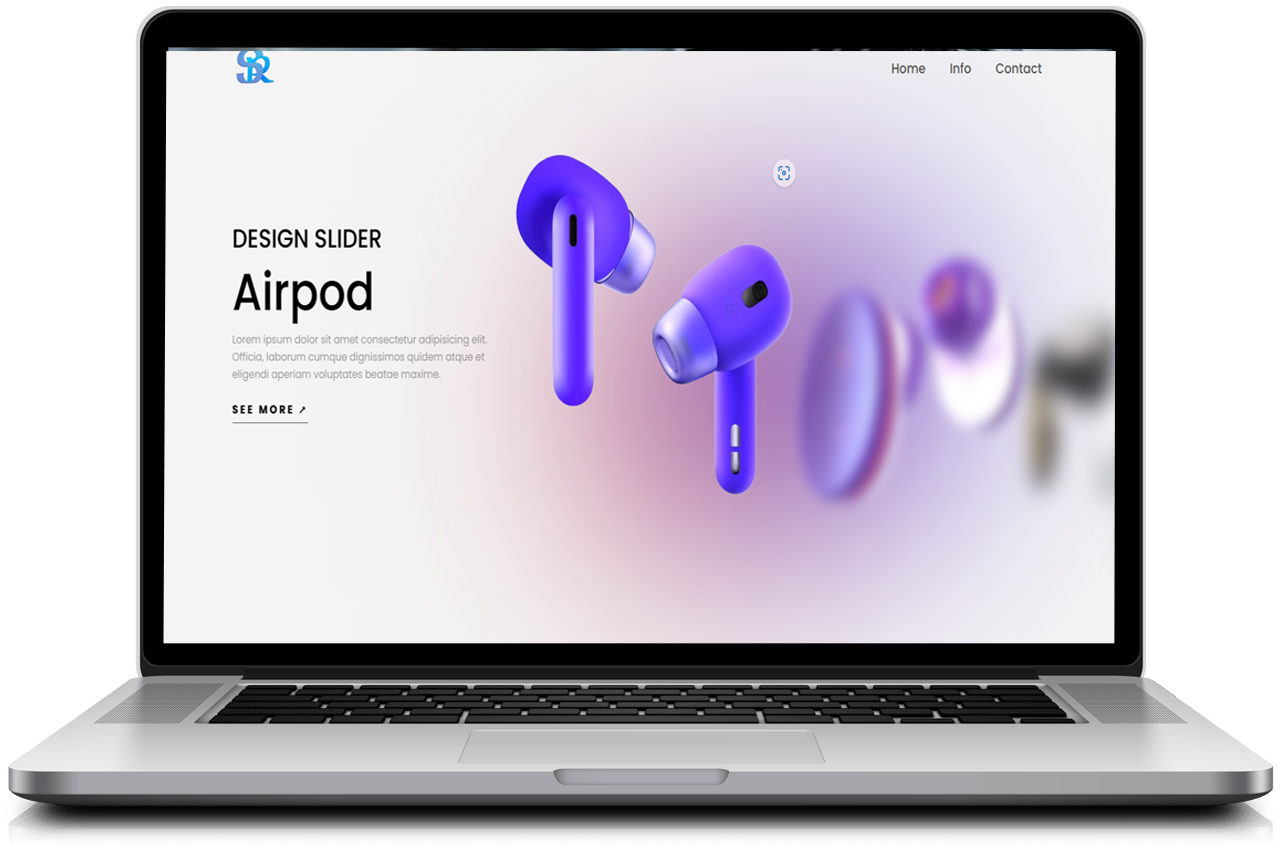 SR
Home Info Contact
DESIGN SLIDER
Airpod
Lorem ipsum dolor sit amet consectetur adipisicing elit.
Officia, laborum cumque dignissimos quidem atque et
eligendi aperiam voluptates beatae maxime.
SEE MORE ↗
R